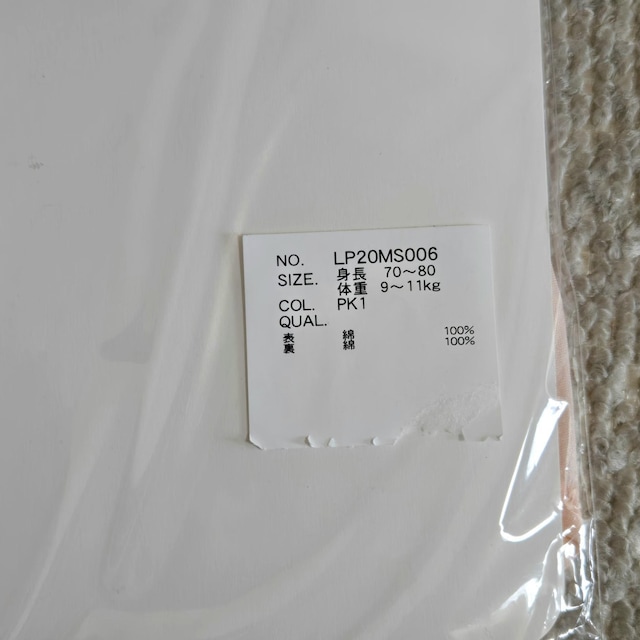 NO. LP20MS006
SIZE. 身長 70〜80
体重 9〜11kg
COL. PK1
QUAL.
表 綿 100%
裏 綿 100%